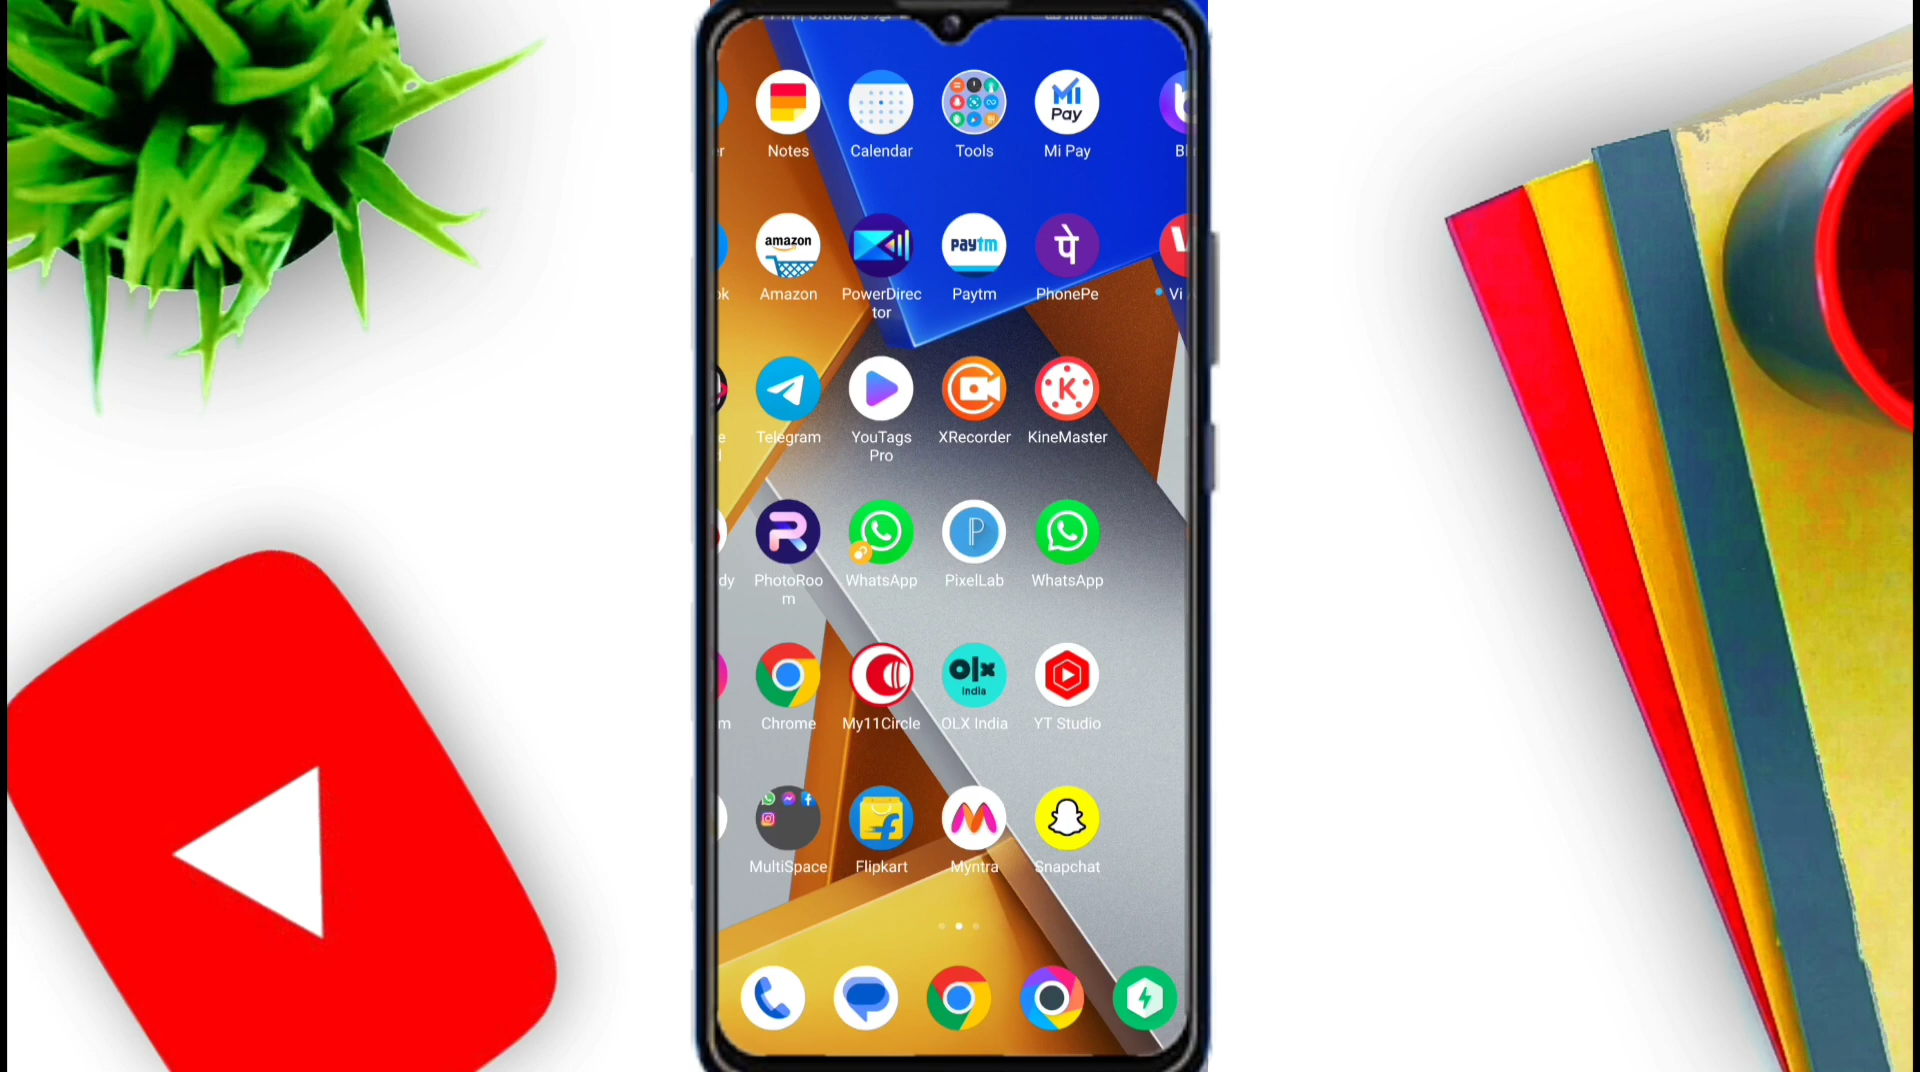 Notes Calendar Tools Mi Pay
Mi
Pay
amazon
paytm
पे
Amazon PowerDirec Paytm PhonePe Vi
tor
K
Telegram YouTags XRecorder KineMaster
Pro
R
P
dy PhotoRoo WhatsApp PixelLab WhatsApp
m
olx
india
m Chrome My11Circle OLX India YT Studio
MultiSpace Flipkart Myntra Snapchat